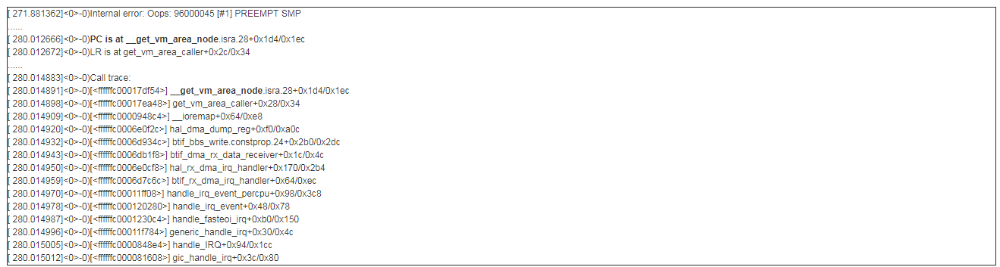 [ 271.881362]<0>-0)Internal error: Oops: 96000045 [#1] PREEMPT SMP
......
[ 280.012666]<0>-0)PC is at __get_vm_area_node.isra.28+0x1d4/0x1ec
[ 280.012672]<0>-0)LR is at get_vm_area_caller+0x2c/0x34
......
[ 280.014883]<0>-0)Call trace:
[ 280.014891]<0>-0)[<ffffffc00017df54>] __get_vm_area_node.isra.28+0x1d4/0x1ec
[ 280.014898]<0>-0)[<ffffffc00017ea48>] get_vm_area_caller+0x28/0x34
[ 280.014909]<0>-0)[<ffffffc0000948c4>] __ioremap+0x64/0xe8
[ 280.014920]<0>-0)[<ffffffc0006e0f2c>] hal_dma_dump_reg+0xf0/0xa0c
[ 280.014932]<0>-0)[<ffffffc0006d934c>] btif_bbs_write.constprop.24+0x2b0/0x2dc
[ 280.014943]<0>-0)[<ffffffc0006db1f8>] btif_dma_rx_data_receiver+0x1c/0x4c
[ 280.014950]<0>-0)[<ffffffc0006e0cf8>] hal_rx_dma_irq_handler+0x170/0x2b4
[ 280.014959]<0>-0)[<ffffffc0006d7c6c>] btif_rx_dma_irq_handler+0x64/0xec
[ 280.014970]<0>-0)[<ffffffc00011ff08>] handle_irq_event_percpu+0x98/0x3c8
[ 280.014978]<0>-0)[<ffffffc000120280>] handle_irq_event+0x48/0x78
[ 280.014987]<0>-0)[<ffffffc0001230c4>] handle_fasteoi_irq+0xb0/0x150
[ 280.014996]<0>-0)[<ffffffc00011f784>] generic_handle_irq+0x30/0x4c
[ 280.015005]<0>-0)[<ffffffc0000848e4>] handle_IRQ+0x94/0x1cc
[ 280.015012]<0>-0)[<ffffffc000081608>] gic_handle_irq+0x3c/0x80